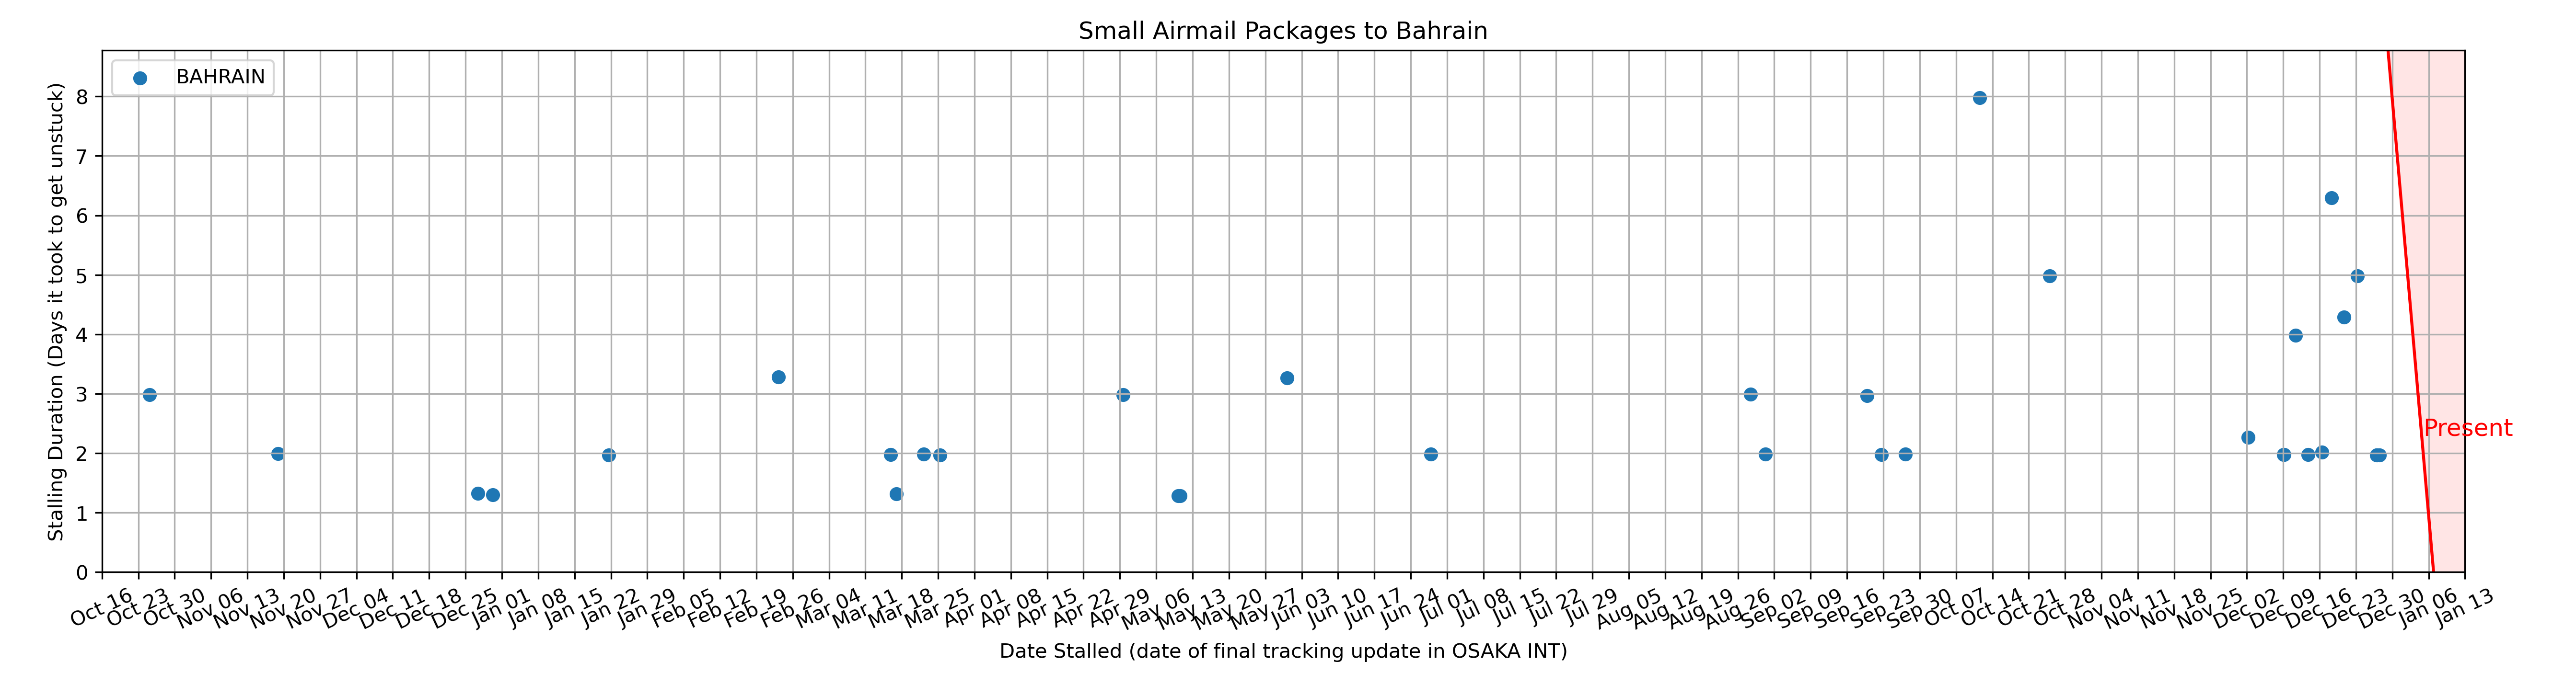 Small Airmail Packages to Bahrain
BAHRAIN
Stalling Duration (Days it took to get unstuck)
8
7
6
5
4
3
2
1
0
Present
Oct 16 Oct 23 Oct 30 Nov 06 Nov 13 Nov 20 Nov 27 Dec 04 Dec 11 Dec 18 Dec 25 Jan 01 Jan 08 Jan 15 Jan 22 Jan 29 Feb 05 Feb 12 Feb 19 Feb 26 Mar 04 Mar 11 Mar 18 Mar 25 Apr 01 Apr 08 Apr 15 Apr 22 Apr 29 May 06 May 13 May 20 May 27 Jun 03 Jun 10 Jun 17 Jun 24 Jul 01 Jul 08 Jul 15 Jul 22 Jul 29 Aug 05 Aug 12 Aug 19 Aug 26 Sep 02 Sep 09 Sep 16 Sep 23 Sep 30 Oct 07 Oct 14 Oct 21 Oct 28 Nov 04 Nov 11 Nov 18 Nov 25 Dec 02 Dec 09 Dec 16 Dec 23 Dec 30 Jan 06 Jan 13
Date Stalled (date of final tracking update in OSAKA INT)